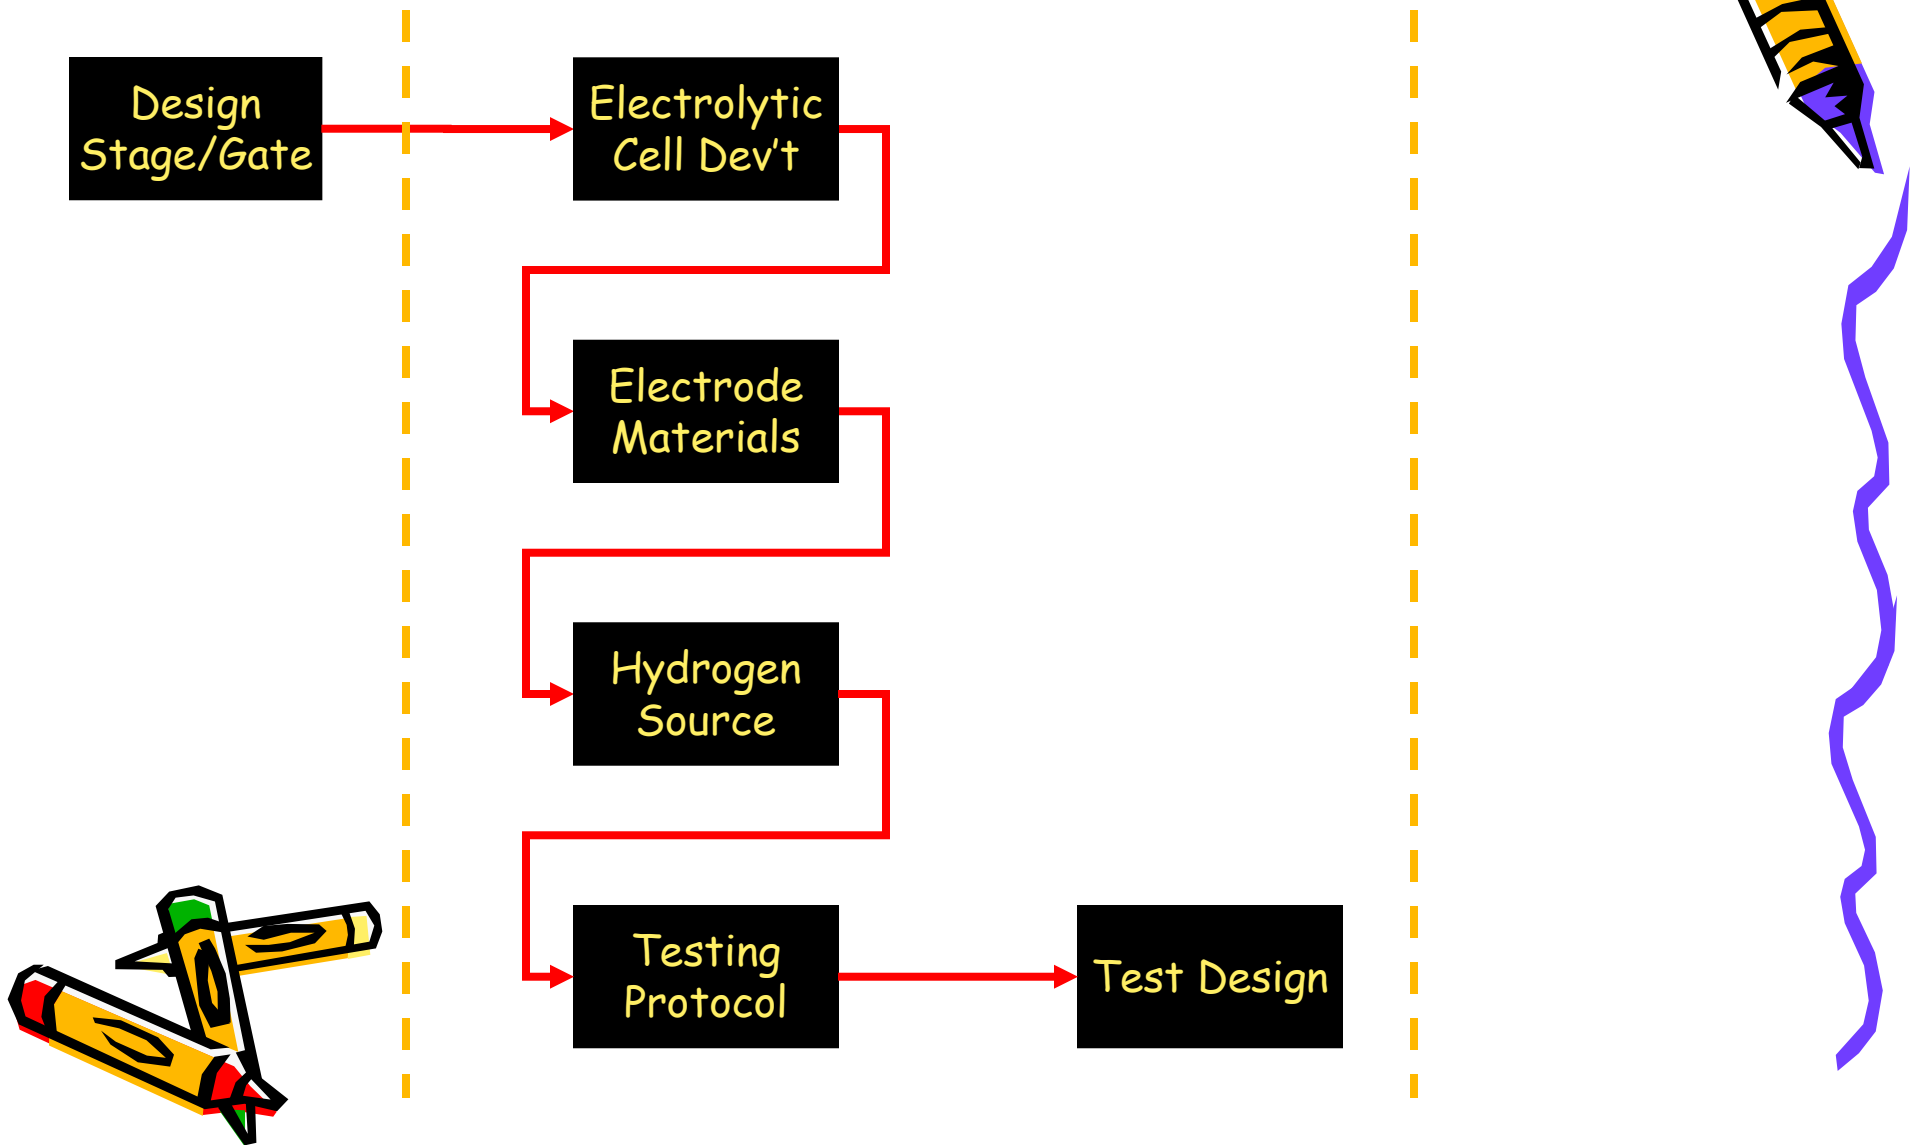 Design
Stage/Gate
Electrolytic
Cell Dev’t
Electrode
Materials
Hydrogen
Source
Testing
Protocol
Test Design